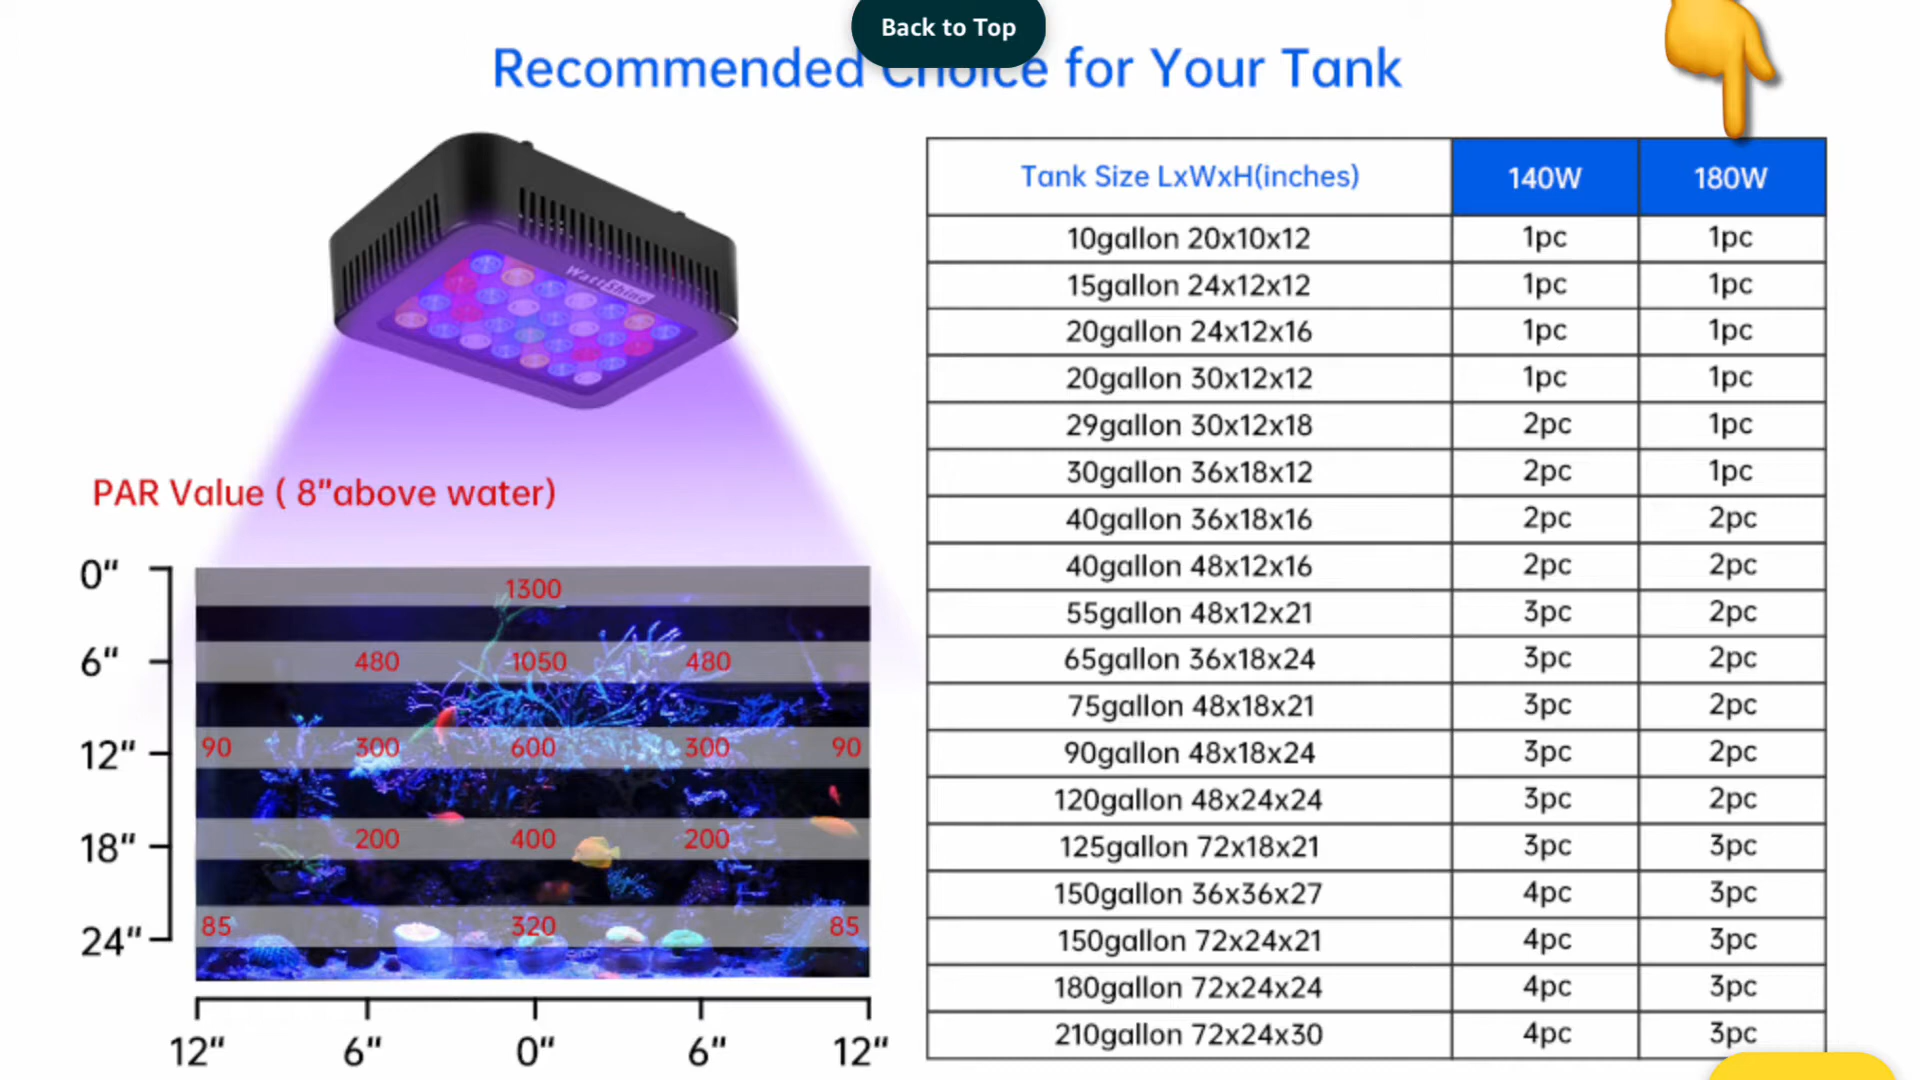 Back to Top
Recommended Choice for Your Tank
WattShine
PAR Value ( 8"above water)
0"
1300
6"
480 1050 480
12"
90 300 600 300 90
18"
200 400 200
24"
85 320 85
12" 6" 0" 6" 12"
Tank Size LxWxH(inches) 140W 180W
10gallon 20x10x12 1pc 1pc
15gallon 24x12x12 1pc 1pc
20gallon 24x12x16 1pc 1pc
20gallon 30x12x12 1pc 1pc
29gallon 30x12x18 2pc 1pc
30gallon 36x18x12 2pc 1pc
40gallon 36x18x16 2pc 2pc
40gallon 48x12x16 2pc 2pc
55gallon 48x12x21 3pc 2pc
65gallon 36x18x24 3pc 2pc
75gallon 48x18x21 3pc 2pc
90gallon 48x18x24 3pc 2pc
120gallon 48x24x24 3pc 2pc
125gallon 72x18x21 3pc 3pc
150gallon 36x36x27 4pc 3pc
150gallon 72x24x21 4pc 3pc
180gallon 72x24x24 4pc 3pc
210gallon 72x24x30 4pc 3pc